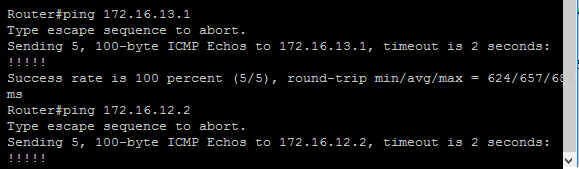 Router#ping 172.16.13.1
Type escape sequence to abort.
Sending 5, 100-byte ICMP Echos to 172.16.13.1, timeout is 2 seconds:
!!!!!
Success rate is 100 percent (5/5), round-trip min/avg/max = 624/657/68
ms
Router#ping 172.16.12.2
Type escape sequence to abort.
Sending 5, 100-byte ICMP Echos to 172.16.12.2, timeout is 2 seconds:
!!!!!